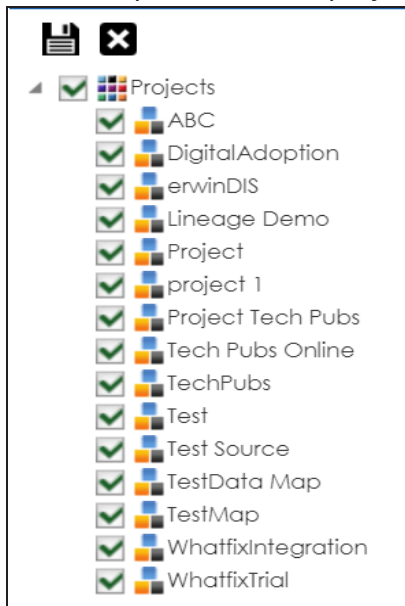 Projects
ABC
DigitalAdoption
erwinDIS
Lineage Demo
Project
project 1
Project Tech Pubs
Tech Pubs Online
TechPubs
Test
Test Source
TestData Map
TestMap
WhatfixIntegration
WhatfixTrial